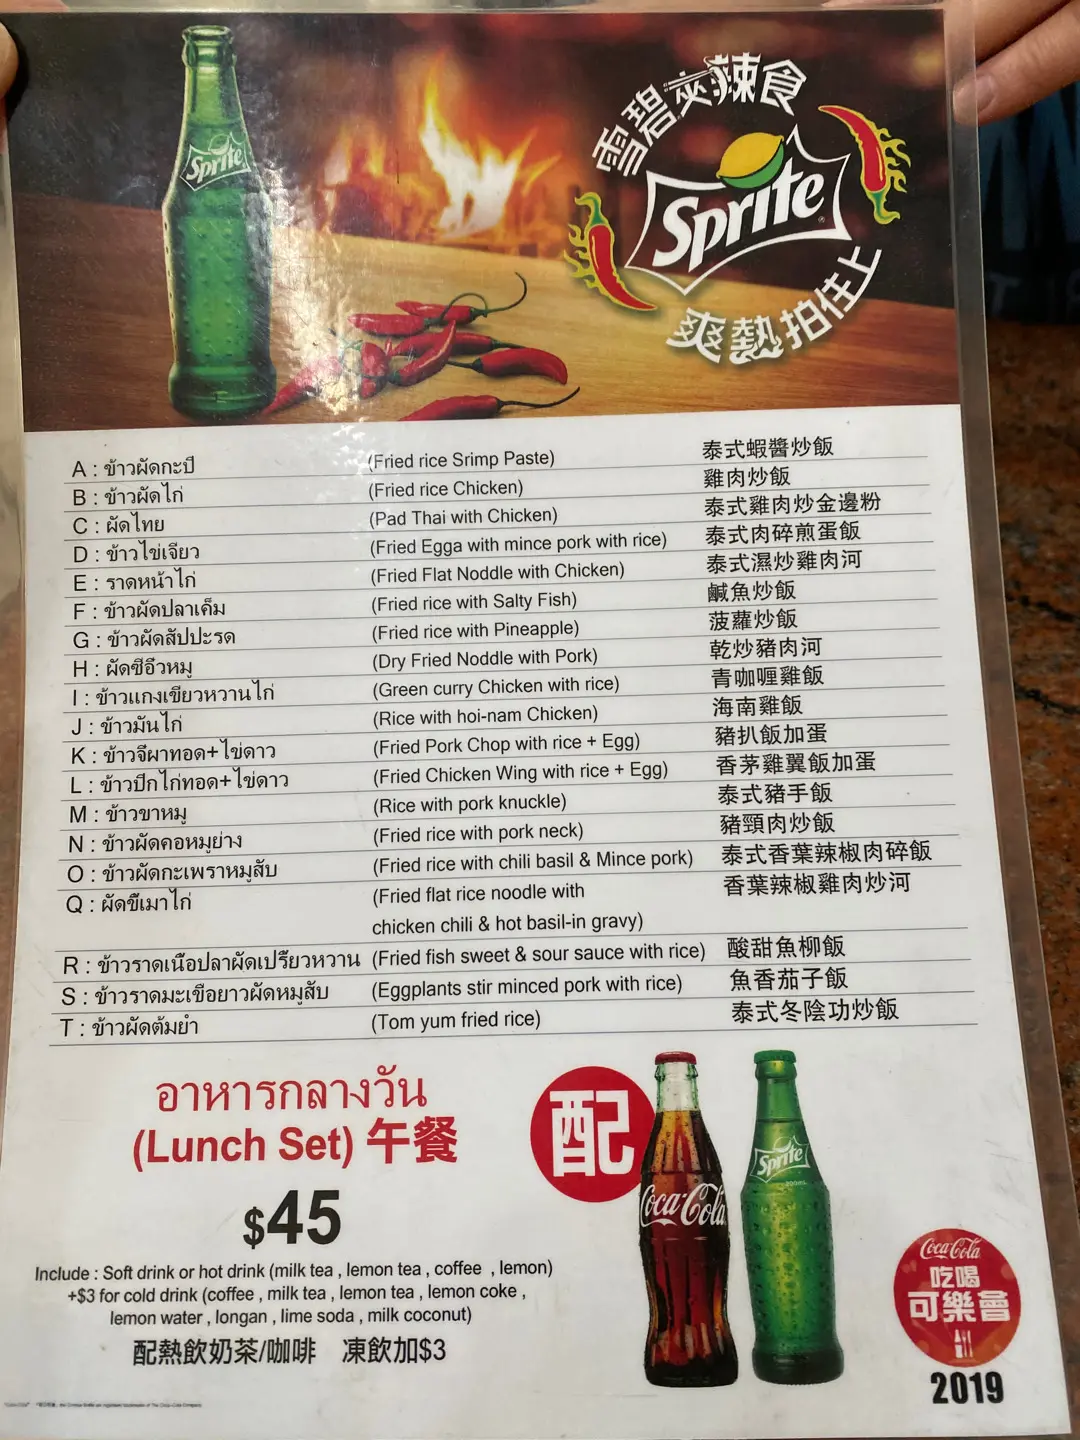 Sprite
雪碧夾辣食
Sprite
爽熱拍住上
A : ข้าวผัดกะปิ (Fried rice Srimp Paste) 泰式蝦醬炒飯
B : ข้าวผัดไก่ (Fried rice Chicken) 雞肉炒飯
C : ผัดไทย (Pad Thai with Chicken) 泰式雞肉炒金邊粉
D : ข้าวไข่เจียว (Fried Egga with mince pork with rice) 泰式肉碎煎蛋飯
E : ราดหน้าไก่ (Fried Flat Noddle with Chicken) 泰式濕炒雞肉河
F : ข้าวผัดปลาเค็ม (Fried rice with Salty Fish) 鹹魚炒飯
G : ข้าวผัดสัปปะรด (Fried rice with Pineapple) 菠蘿炒飯
H : ผัดซีอิ๊วหมู (Dry Fried Noddle with Pork) 乾炒豬肉河
I : ข้าวแกงเขียวหวานไก่ (Green curry Chicken with rice) 青咖喱雞飯
J : ข้าวมันไก่ (Rice with hoi-nam Chicken) 海南雞飯
K : ข้าวจีผาทอด+ไข่ดาว (Fried Pork Chop with rice + Egg) 豬扒飯加蛋
L : ข้าวปีกไก่ทอด+ไข่ดาว (Fried Chicken Wing with rice + Egg) 香茅雞翼飯加蛋
M : ข้าวขาหมู (Rice with pork knuckle) 泰式豬手飯
N : ข้าวผัดคอหมูย่าง (Fried rice with pork neck) 豬頸肉炒飯
O : ข้าวผัดกะเพราหมูสับ (Fried rice with chili basil & Mince pork) 泰式香葉辣椒肉碎飯
Q : ผัดขี้เมาไก่ (Fried flat rice noodle with 香葉辣椒雞肉炒河
chicken chili & hot basil-in gravy)
R : ข้าวราดเนื้อปลาผัดเปรี้ยวหวาน (Fried fish sweet & sour sauce with rice) 酸甜魚柳飯
S : ข้าวราดมะเขือยาวผัดหมูสับ (Eggplants stir minced pork with rice) 魚香茄子飯
T : ข้าวผัดต้มยำ (Tom yum fried rice) 泰式冬陰功炒飯
อาหารกลางวัน
(Lunch Set) 午餐
$45
Include : Soft drink or hot drink (milk tea , lemon tea , coffee , lemon)
+$3 for cold drink (coffee , milk tea , lemon tea , lemon coke ,
lemon water , longan , lime soda , milk coconut)
配熱飲奶茶/咖啡 凍飲加$3
配
Coca-Cola
Sprite
Coca-Cola
吃喝
可樂薈
2019